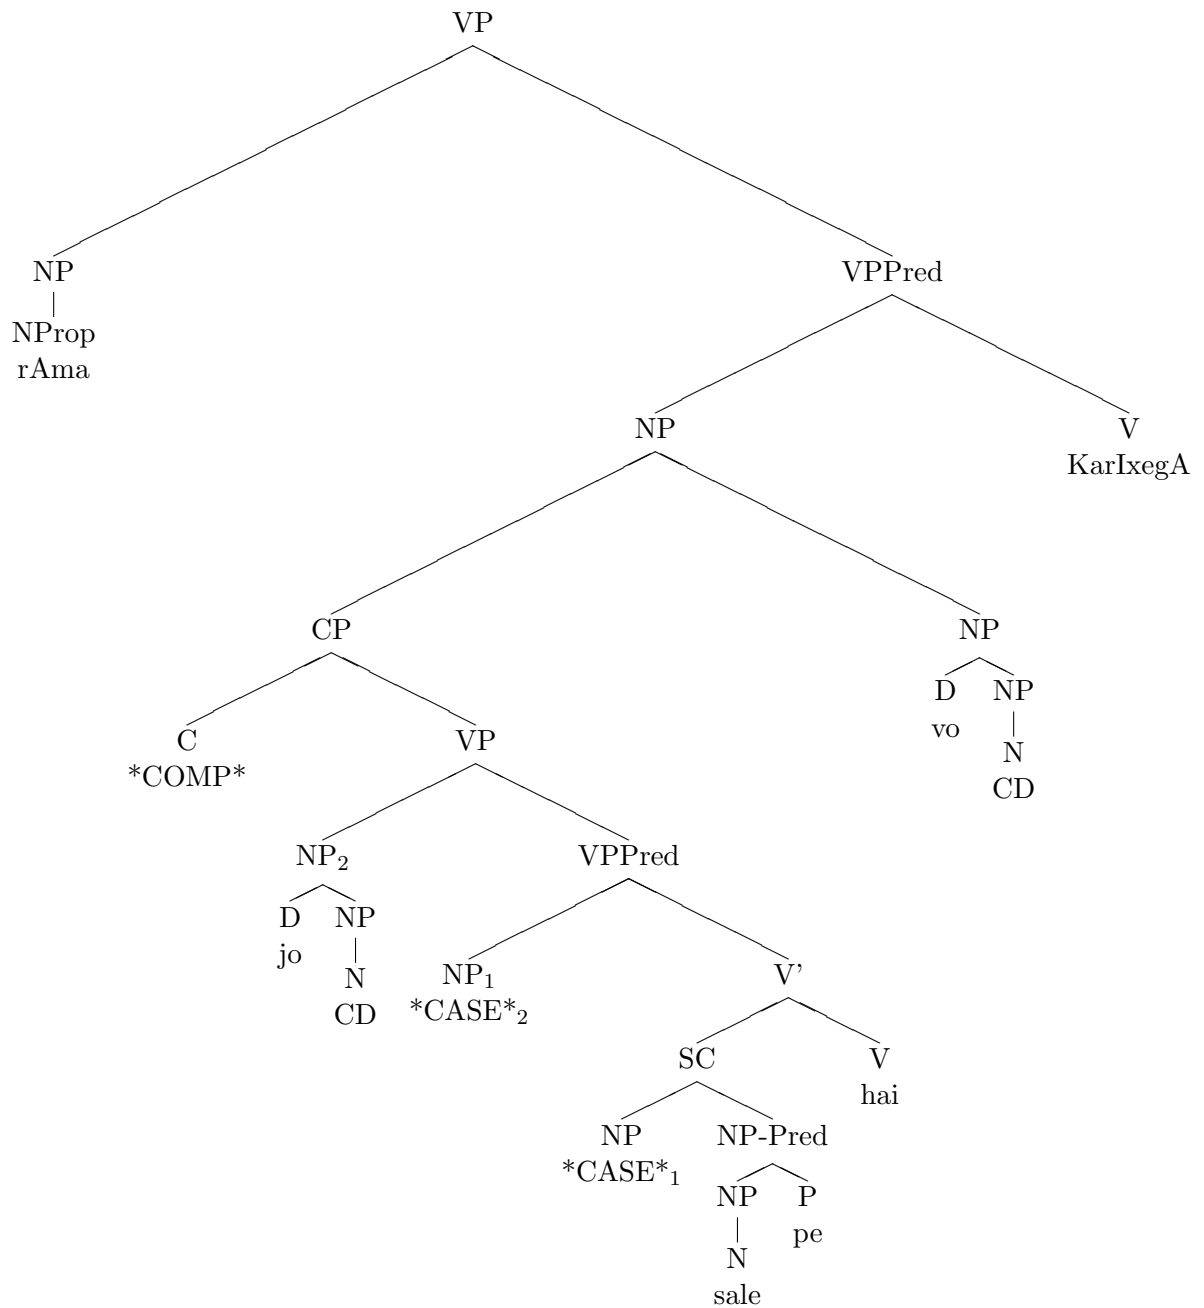 VP
NP VPPred
NProp
rAma
NP V
KarIxegA
CP NP
D NP
vo
C VP
*COMP*
N
CD
NP₂ VPPred
D NP
jo
NP₁ V'
*CASE*₂
N
CD
SC V
hai
NP NP-Pred
*CASE*₁
NP P
pe
N
sale